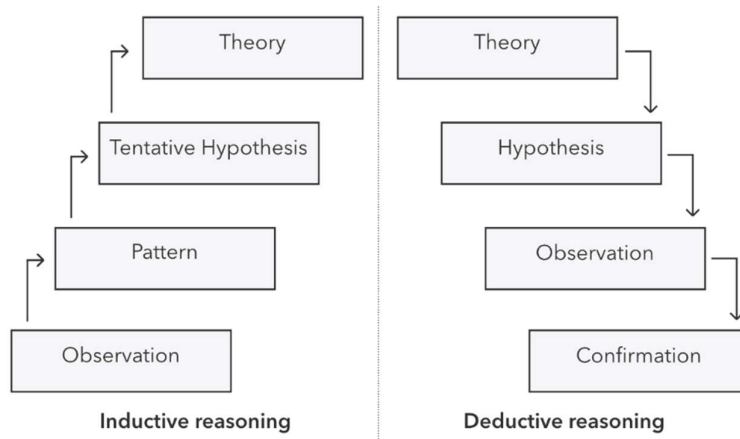 Theory
Tentative Hypothesis
Pattern
Observation
Inductive reasoning
Theory
Hypothesis
Observation
Confirmation
Deductive reasoning